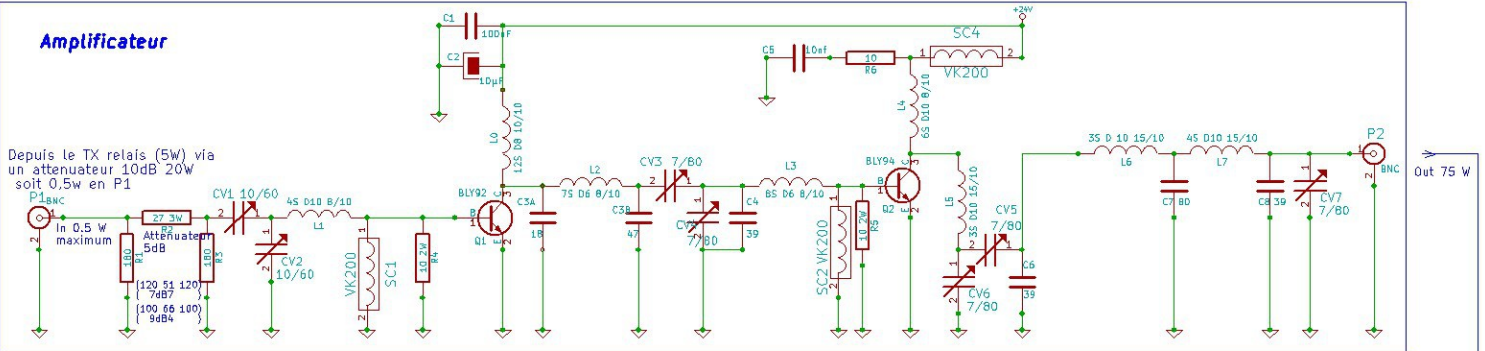 Amplificateur
Depuis le TX relais (5W) via
un attenuateur 10dB 20W
soit 0,5w en P1
P1
BNC
1
2
In 0.5 W
maximum
27 3W
R2
Attenuateur
5dB
180
R1
180
R3
(120 51 120)
7dB7
(100 66 100)
9dB4
CV1 10/60
CV2
10/60
4S D10 8/10
L1
VK200
SC1
10 2W
R4
C1
100nF
C2
10µF
L0
12S D8 10/10
BLY92
Q1
C3A
18
L2
7S D6 8/10
C3B
47
CV3 7/80
7/80
C4
39
L3
8S D6 8/10
SC2 VK200
10 2W
R5
BLY94
Q2
C5
10nf
10
R6
+24V
SC4
VK200
L4
6S D10 8/10
L5
3S D10 15/10
CV5
7/80
CV6
7/80
C6
39
3S D 10 15/10
L6
4S D10 15/10
L7
C7 80
C8 39
CV7
7/80
P2
BNC
Out 75 W